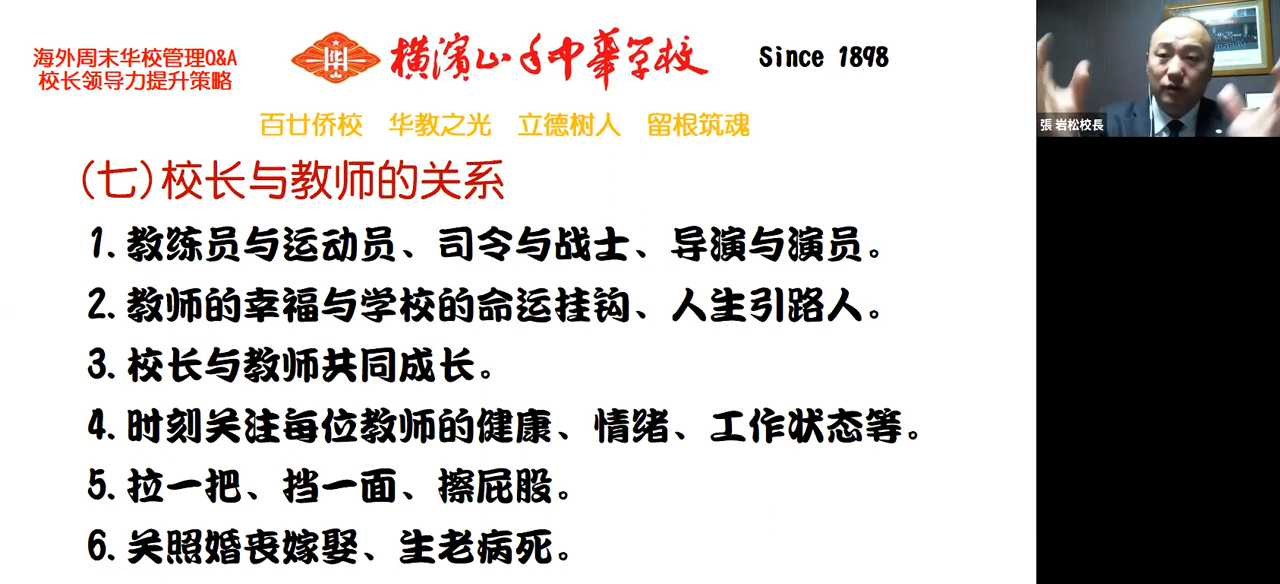 海外周末华校管理Q&A
校长领导力提升策略
華
横濱山手中華学校
Since 1898
百廿侨校 华教之光 立德树人 留根筑魂
(七)校长与教师的关系
1.教练员与运动员、司令与战士、导演与演员。
2.教师的幸福与学校的命运挂钩、人生引路人。
3.校长与教师共同成长。
4.时刻关注每位教师的健康、情绪、工作状态等。
5.拉一把、挡一面、擦屁股。
6.关照婚丧嫁娶、生老病死。
張 岩松校長